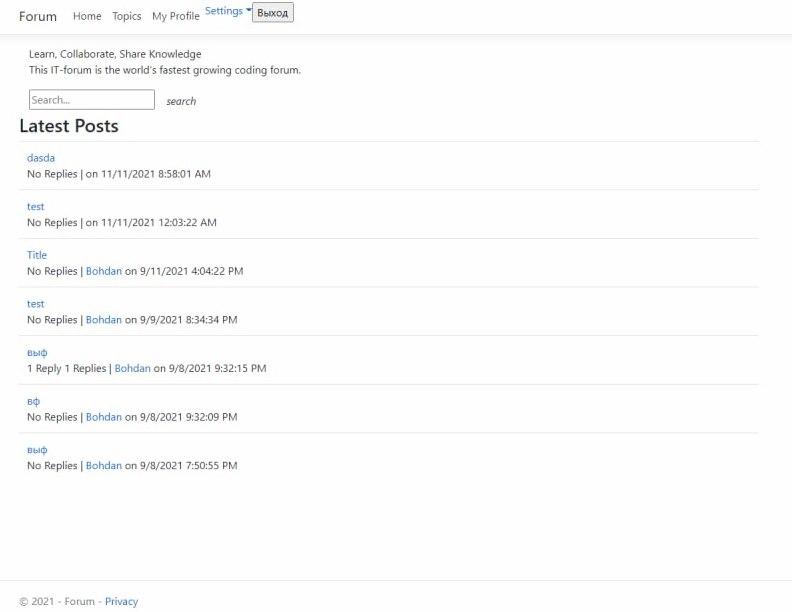 Forum Home Topics My Profile Settings Выход
Learn, Collaborate, Share Knowledge
This IT-forum is the world's fastest growing coding forum.
Search... search
Latest Posts
dasda
No Replies | on 11/11/2021 8:58:01 AM
test
No Replies | on 11/11/2021 12:03:22 AM
Title
No Replies | Bohdan on 9/11/2021 4:04:22 PM
test
No Replies | Bohdan on 9/9/2021 8:34:34 PM
выф
1 Reply 1 Replies | Bohdan on 9/8/2021 9:32:15 PM
вф
No Replies | Bohdan on 9/8/2021 9:32:09 PM
выф
No Replies | Bohdan on 9/8/2021 7:50:55 PM
© 2021 - Forum - Privacy